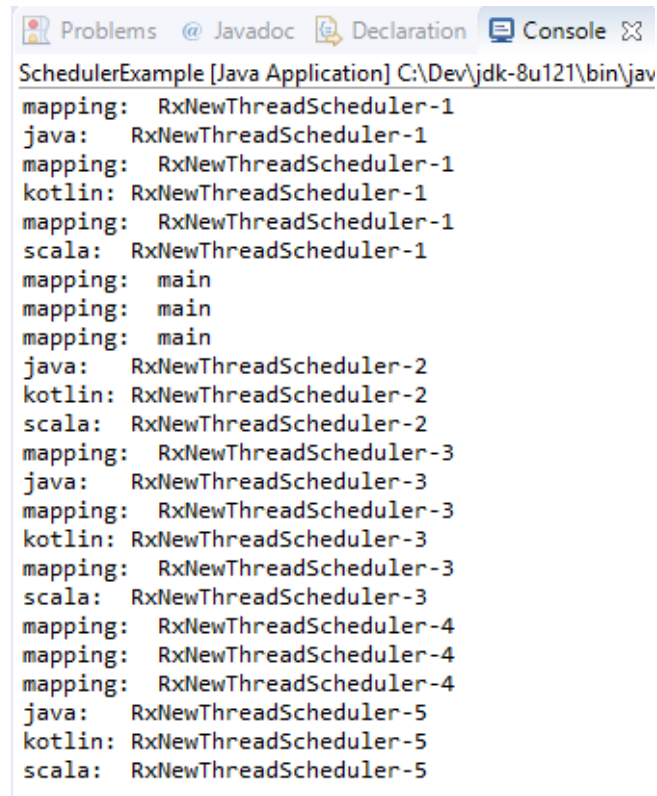 Problems @ Javadoc Declaration Console
SchedulerExample [Java Application] C:\Dev\jdk-8u121\bin\jav
mapping:  RxNewThreadScheduler-1
java:   RxNewThreadScheduler-1
mapping:  RxNewThreadScheduler-1
kotlin: RxNewThreadScheduler-1
mapping:  RxNewThreadScheduler-1
scala:  RxNewThreadScheduler-1
mapping:  main
mapping:  main
mapping:  main
java:   RxNewThreadScheduler-2
kotlin: RxNewThreadScheduler-2
scala:  RxNewThreadScheduler-2
mapping:  RxNewThreadScheduler-3
java:   RxNewThreadScheduler-3
mapping:  RxNewThreadScheduler-3
kotlin: RxNewThreadScheduler-3
mapping:  RxNewThreadScheduler-3
scala:  RxNewThreadScheduler-3
mapping:  RxNewThreadScheduler-4
mapping:  RxNewThreadScheduler-4
mapping:  RxNewThreadScheduler-4
java:   RxNewThreadScheduler-5
kotlin: RxNewThreadScheduler-5
scala:  RxNewThreadScheduler-5